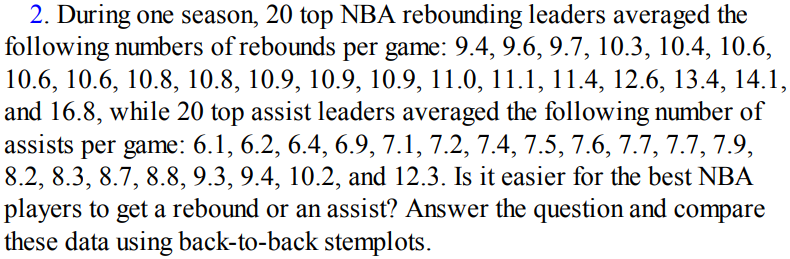 2. During one season, 20 top NBA rebounding leaders averaged the
following numbers of rebounds per game: 9.4, 9.6, 9.7, 10.3, 10.4, 10.6,
10.6, 10.6, 10.8, 10.8, 10.9, 10.9, 10.9, 11.0, 11.1, 11.4, 12.6, 13.4, 14.1,
and 16.8, while 20 top assist leaders averaged the following number of
assists per game: 6.1, 6.2, 6.4, 6.9, 7.1, 7.2, 7.4, 7.5, 7.6, 7.7, 7.7, 7.9,
8.2, 8.3, 8.7, 8.8, 9.3, 9.4, 10.2, and 12.3. Is it easier for the best NBA
players to get a rebound or an assist? Answer the question and compare
these data using back-to-back stemplots.